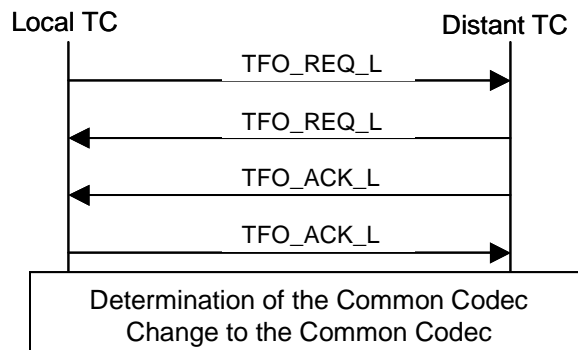 Local TC
Distant TC
TFO_REQ_L
TFO_REQ_L
TFO_ACK_L
TFO_ACK_L
Determination of the Common Codec
Change to the Common Codec